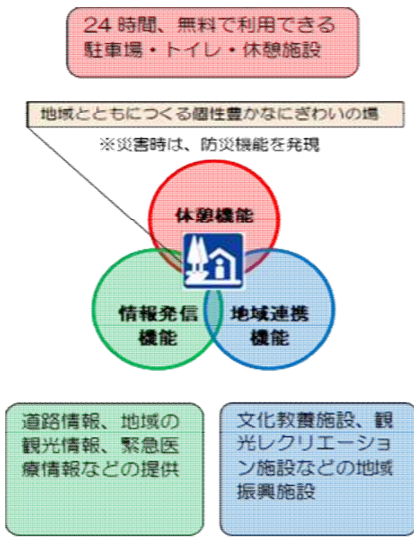 24時間、無料で利用できる
駐車場・トイレ・休憩施設
地域とともにつくる個性豊かなにぎわいの場
※災害時は、防災機能を発現
休憩機能
情報発信
機能
地域連携
機能
道路情報、地域の
観光情報、緊急医
療情報などの提供
文化教養施設、観
光レクリエーショ
ン施設などの地域
振興施設